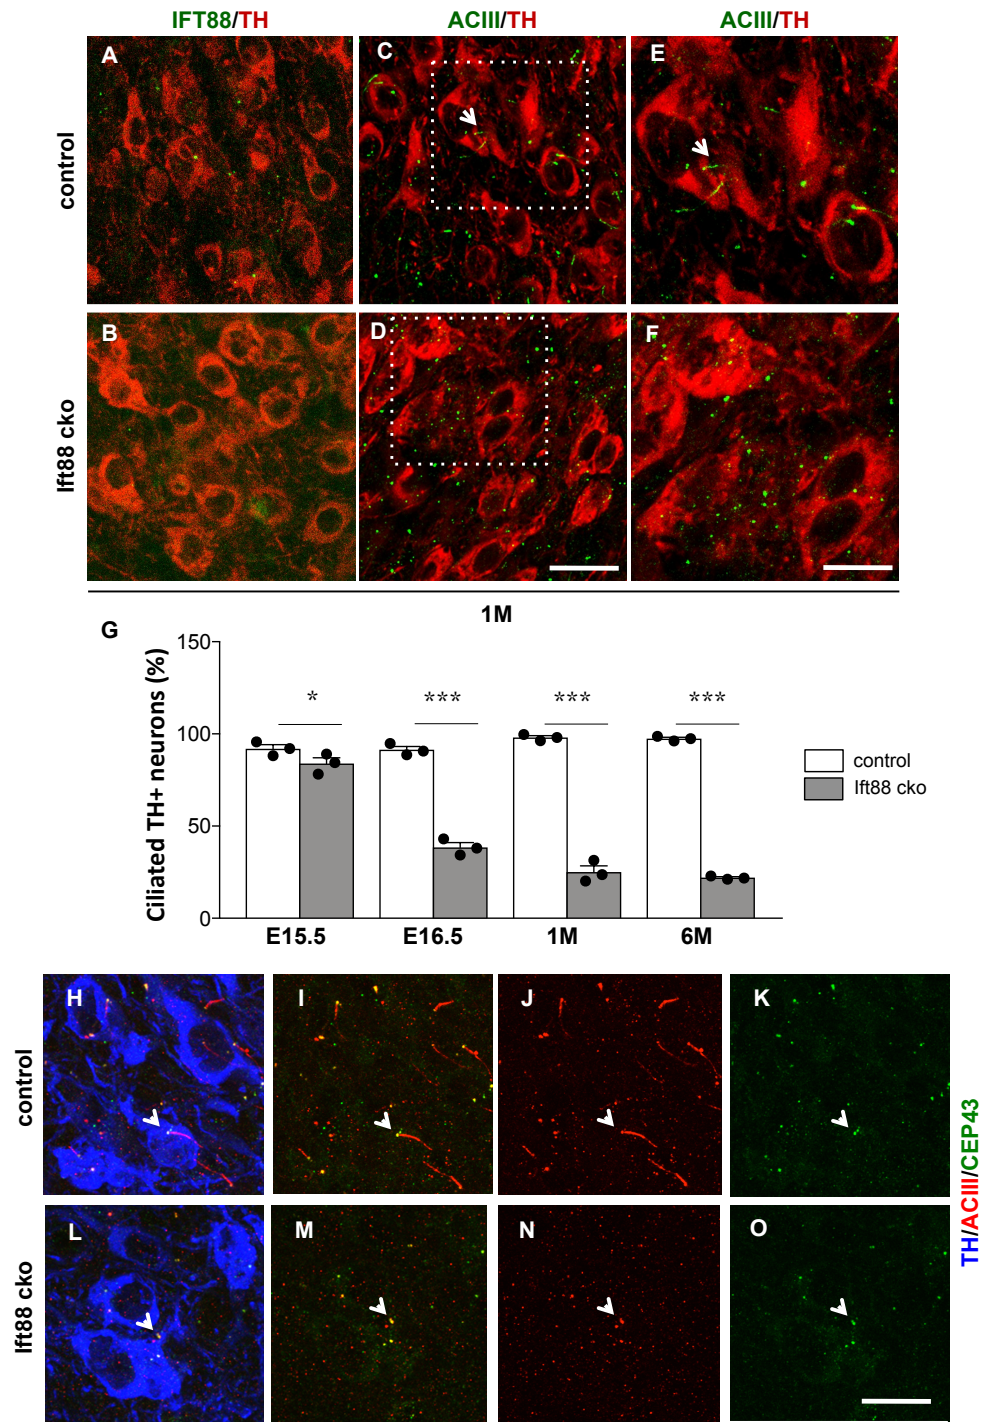 IFT88/TH ACIII/TH ACIII/TH
control
A C E
Ift88 cko
B D F
1M
G
Ciliated TH+ neurons (%)
150
100
50
0
* *** *** ***
E15.5 E16.5 1M 6M
control
Ift88 cko
control
H I J K
Ift88 cko
L M N O
TH/ACIII/CEP43